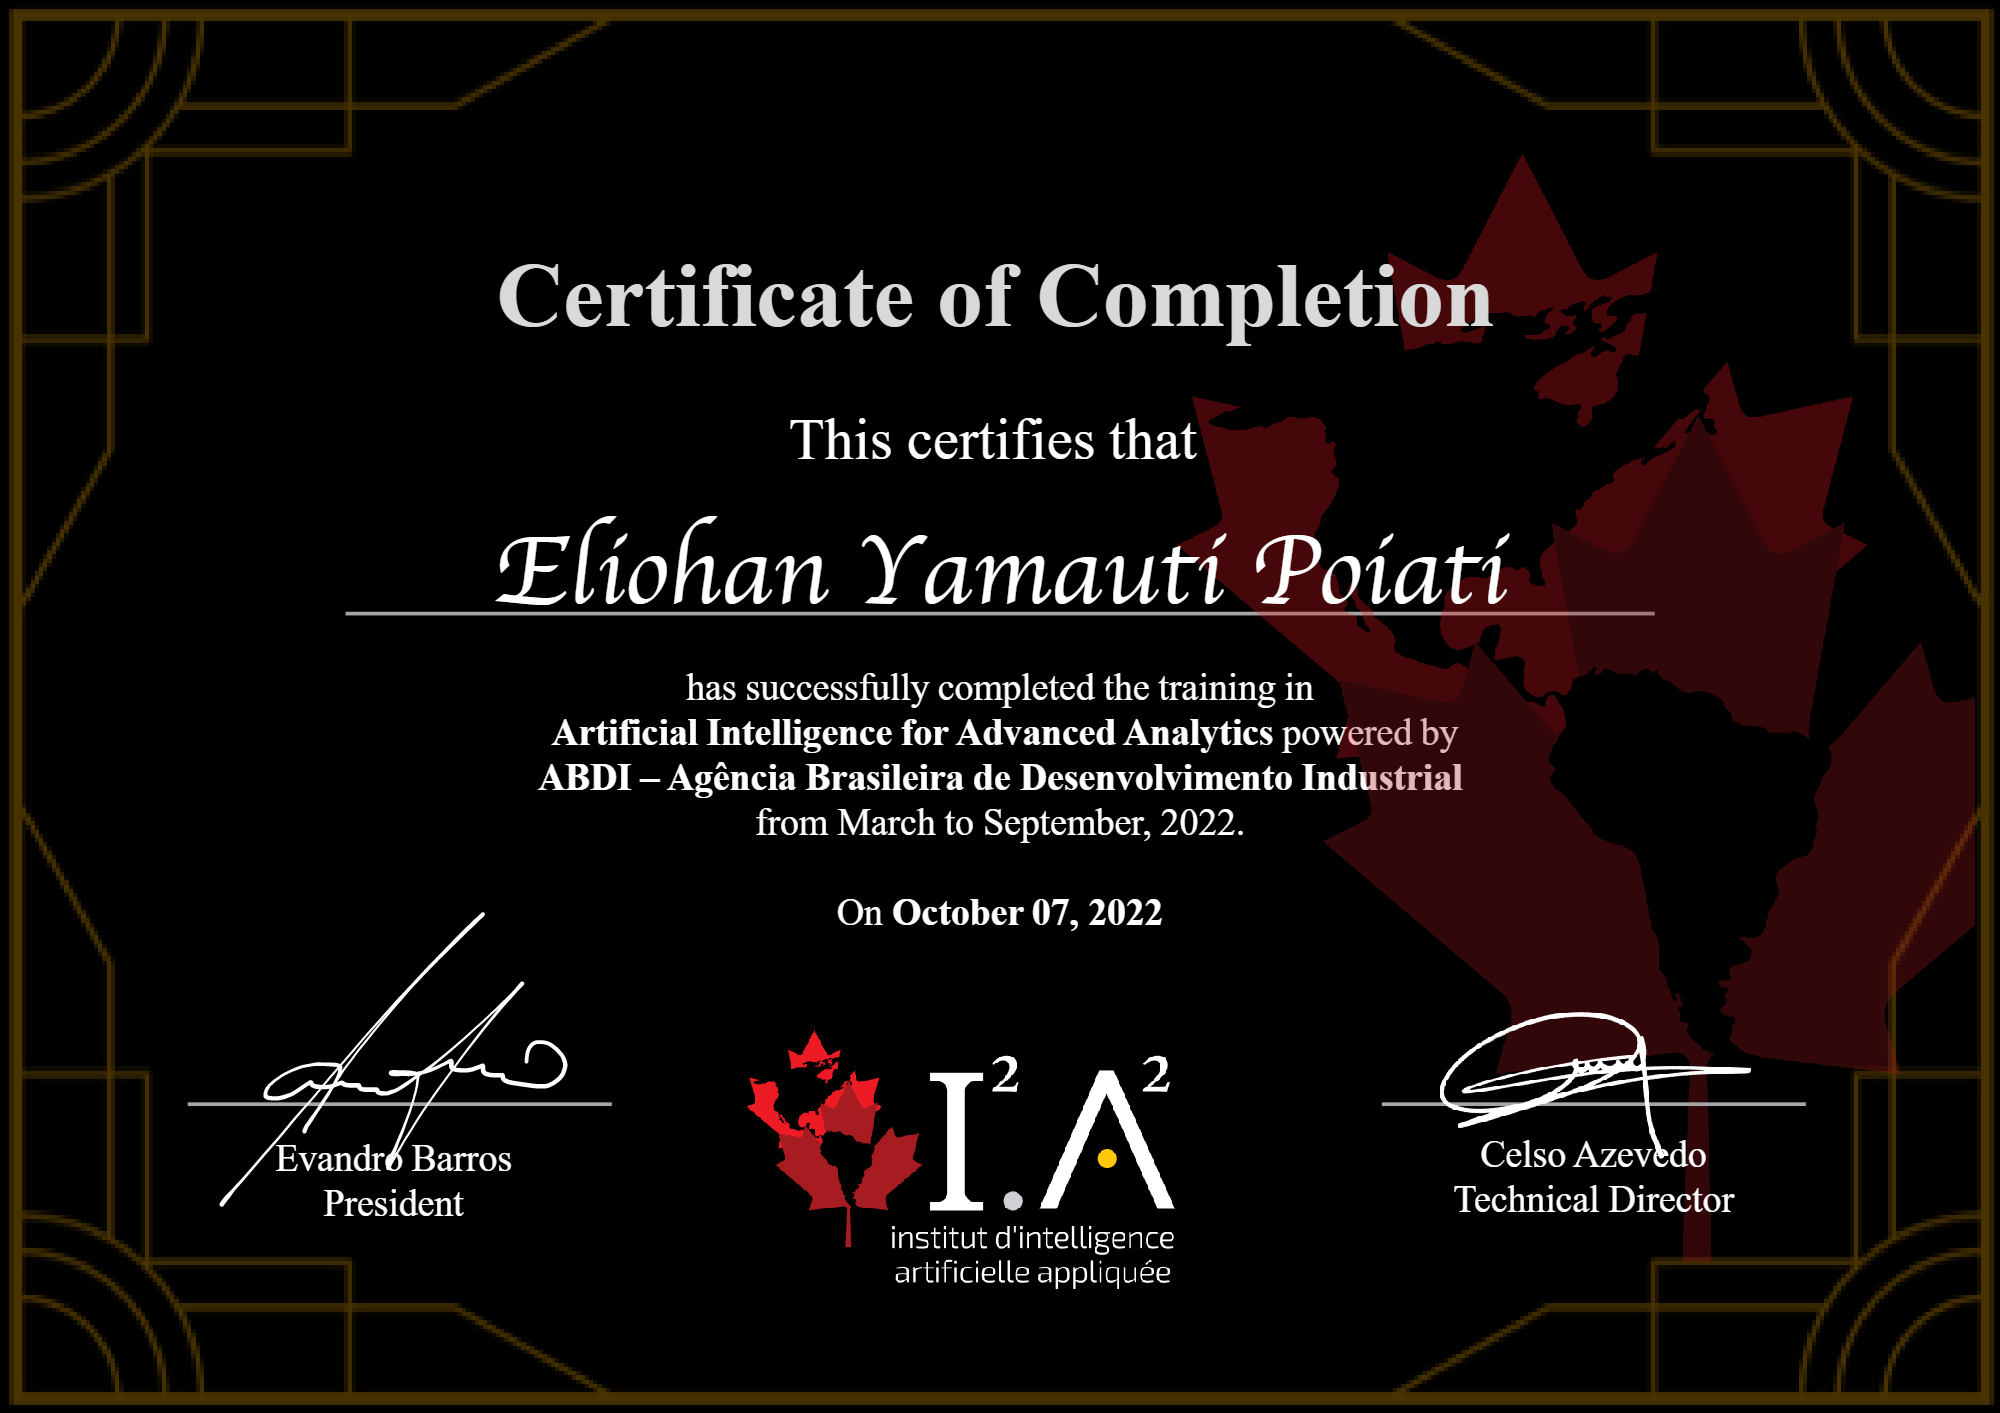 Certificate of Completion
This certifies that
Eliohan Yamauti Poiati
has successfully completed the training in
Artificial Intelligence for Advanced Analytics powered by
ABDI – Agência Brasileira de Desenvolvimento Industrial
from March to September, 2022.
On October 07, 2022
Evandro Barros
President
I².A²
institut d'intelligence
artificielle appliquée
Celso Azevedo
Technical Director